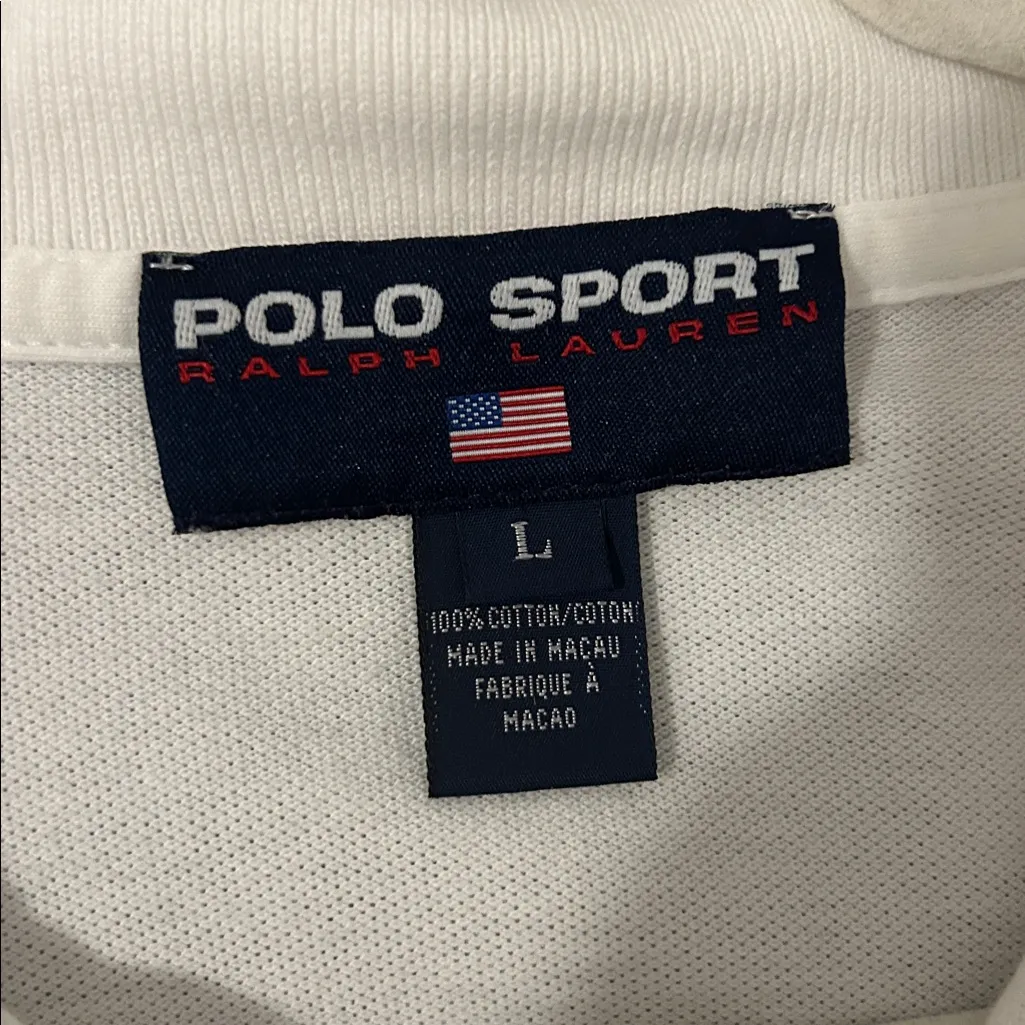 POLO SPORT
RALPH LAUREN
L
100% COTTON/COTON
MADE IN MACAU
FABRIQUE À
MACAO